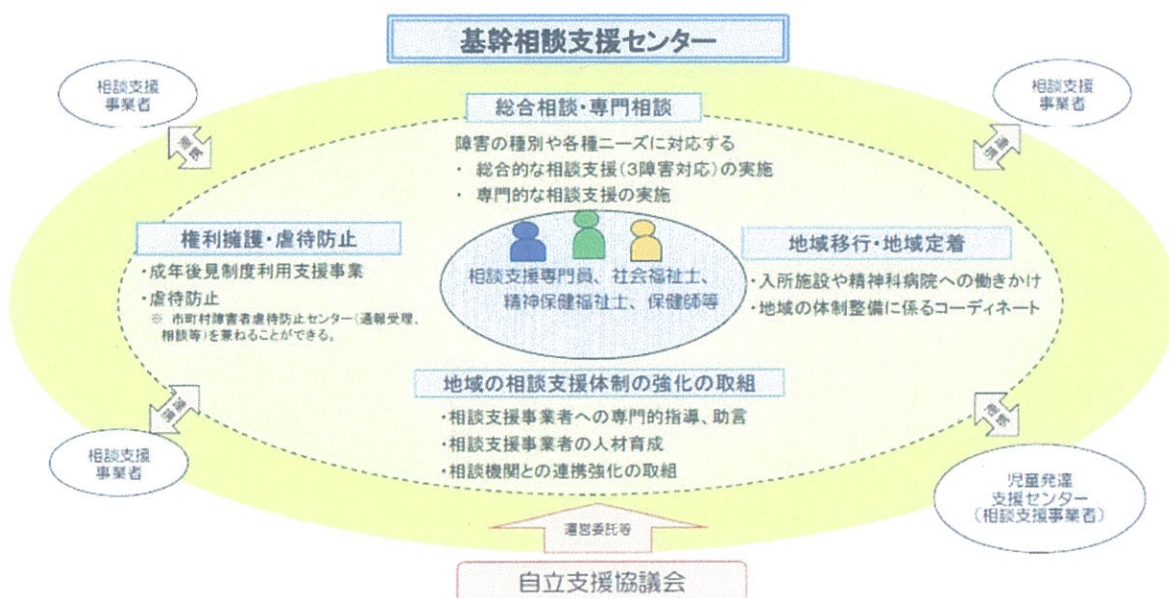 基幹相談支援センター
相談支援
事業者
相談支援
事業者
連携
連携
総合相談・専門相談
障害の種別や各種ニーズに対応する
・ 総合的な相談支援(3障害対応)の実施
・ 専門的な相談支援の実施
権利擁護・虐待防止
・成年後見制度利用支援事業
・虐待防止
※ 市町村障害者虐待防止センター(通報受理、
相談等)を兼ねることができる。
相談支援専門員、社会福祉士、
精神保健福祉士、保健師等
地域移行・地域定着
・入所施設や精神科病院への働きかけ
・地域の体制整備に係るコーディネート
地域の相談支援体制の強化の取組
・相談支援事業者への専門的指導、助言
・相談支援事業者の人材育成
・相談機関との連携強化の取組
連携
連携
相談支援
事業者
児童発達
支援センター
(相談支援事業者)
運営委託等
自立支援協議会